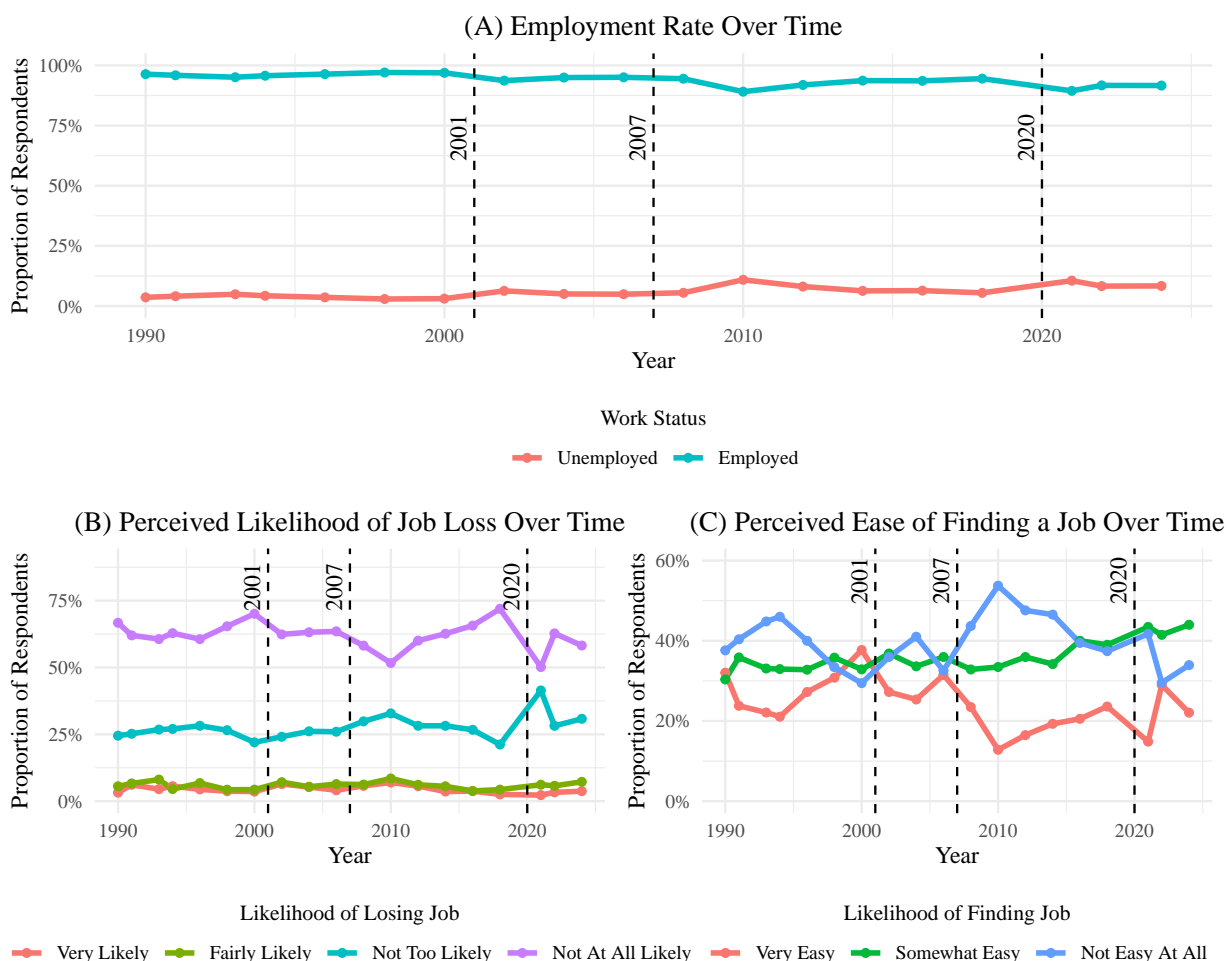 (A) Employment Rate Over Time
Proportion of Respondents
100%
75%
50%
25%
0%
2001
2007
2020
1990
2000
2010
2020
Year
Work Status
Unemployed
Employed
(B) Perceived Likelihood of Job Loss Over Time
Proportion of Respondents
75%
50%
25%
0%
2001
2007
2020
1990
2000
2010
2020
Year
Likelihood of Losing Job
Very Likely
Fairly Likely
Not Too Likely
Not At All Likely
(C) Perceived Ease of Finding a Job Over Time
Proportion of Respondents
60%
40%
20%
0%
2001
2007
2020
1990
2000
2010
2020
Year
Likelihood of Finding Job
Very Easy
Somewhat Easy
Not Easy At All